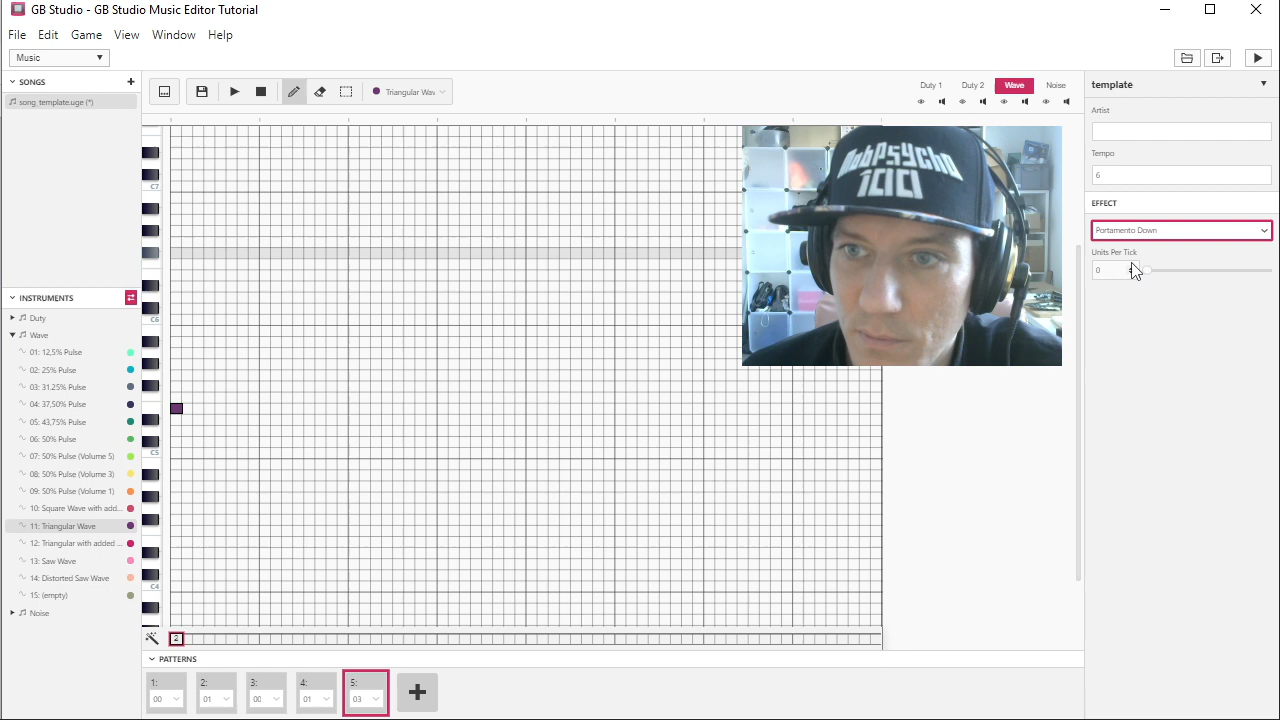 GB Studio - GB Studio Music Editor Tutorial
File Edit Game View Window Help
Music
SONGS
song_template.uge (*)
Triangular Wav
Duty 1 Duty 2 Wave Noise
template
Artist
Tempo
6
EFFECT
Portamento Down
Units Per Tick
0
C7
C6
C5
C4
DubPsycho
1C1C1
INSTRUMENTS
Duty
Wave
01: 12,5% Pulse
02: 25% Pulse
03: 31.25% Pulse
04: 37,50% Pulse
05: 43,75% Pulse
06: 50% Pulse
07: 50% Pulse (Volume 5)
08: 50% Pulse (Volume 3)
09: 50% Pulse (Volume 1)
10: Square Wave with add...
11: Triangular Wave
12: Triangular with added ...
13: Saw Wave
14: Distorted Saw Wave
15: (empty)
Noise
2
PATTERNS
1: 2: 3: 4: 5:
00 01 00 01 03